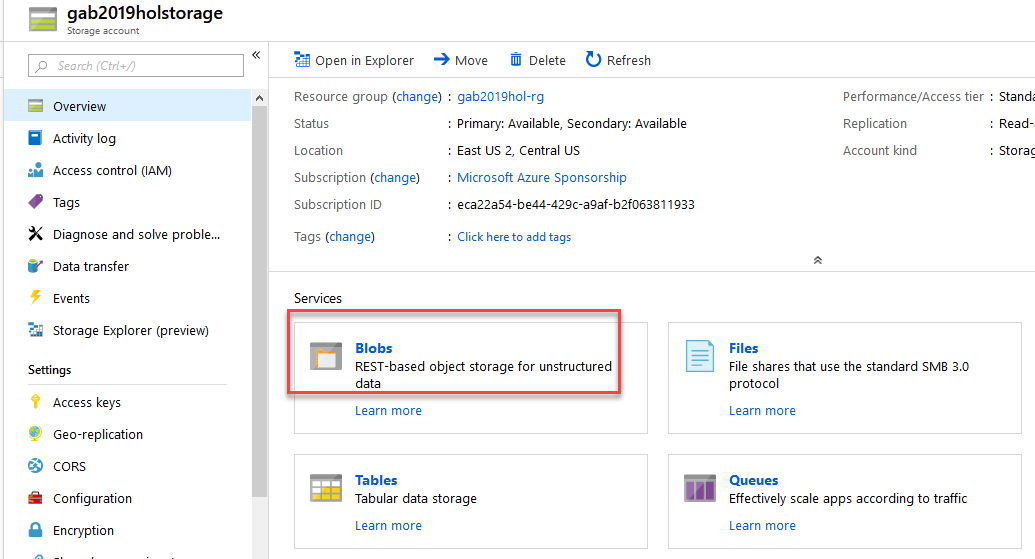 gab2019holstorage
Storage account
Search (Ctrl+/)
«
Overview
Activity log
Access control (IAM)
Tags
Diagnose and solve proble...
Data transfer
Events
Storage Explorer (preview)
Settings
Access keys
Geo-replication
CORS
Configuration
Encryption
Open in Explorer Move Delete Refresh
Resource group (change) : gab2019hol-rg Performance/Access tier : Standa
Status : Primary: Available, Secondary: Available Replication : Read-
Location : East US 2, Central US Account kind : Storag
Subscription (change) : Microsoft Azure Sponsorship
Subscription ID : eca22a54-be44-429c-a9af-b2f063811933
Tags (change) : Click here to add tags
Services
Blobs
REST-based object storage for unstructured
data
Learn more
Files
File shares that use the standard SMB 3.0
protocol
Learn more
Tables
Tabular data storage
Learn more
Queues
Effectively scale apps according to traffic
Learn more